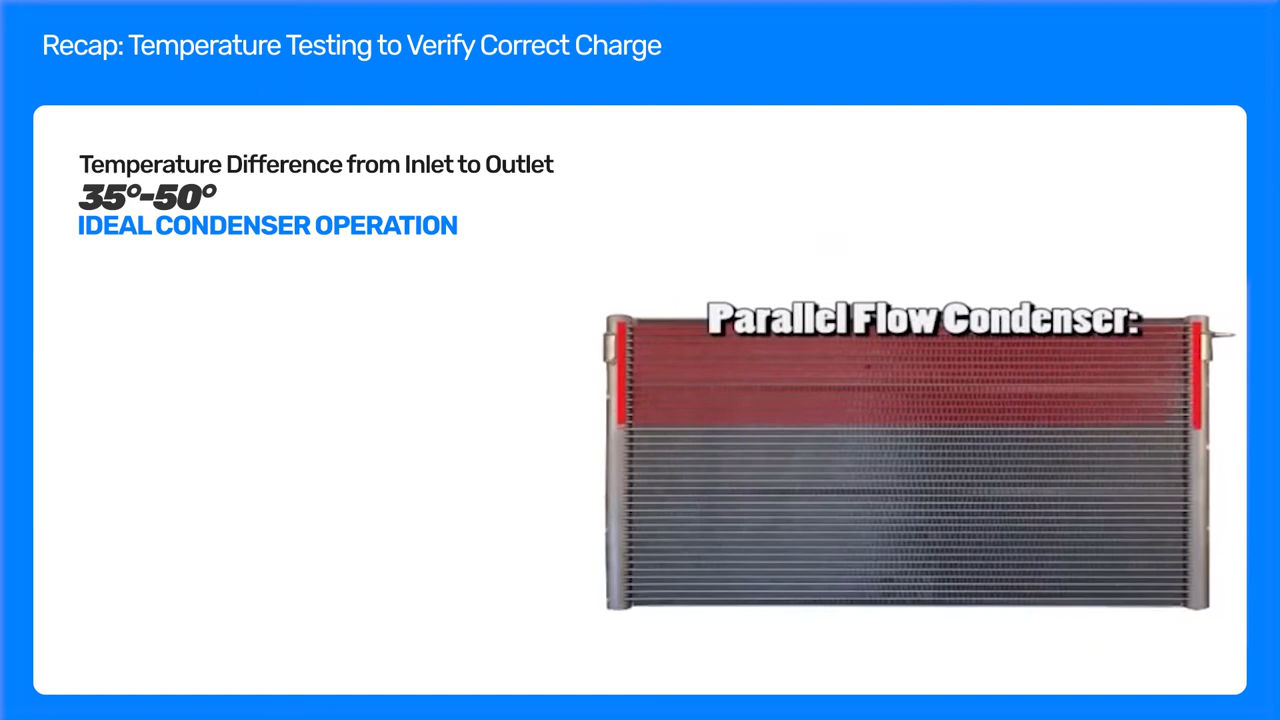 Recap: Temperature Testing to Verify Correct Charge
Temperature Difference from Inlet to Outlet
35°-50°
IDEAL CONDENSER OPERATION
Parallel Flow Condenser: